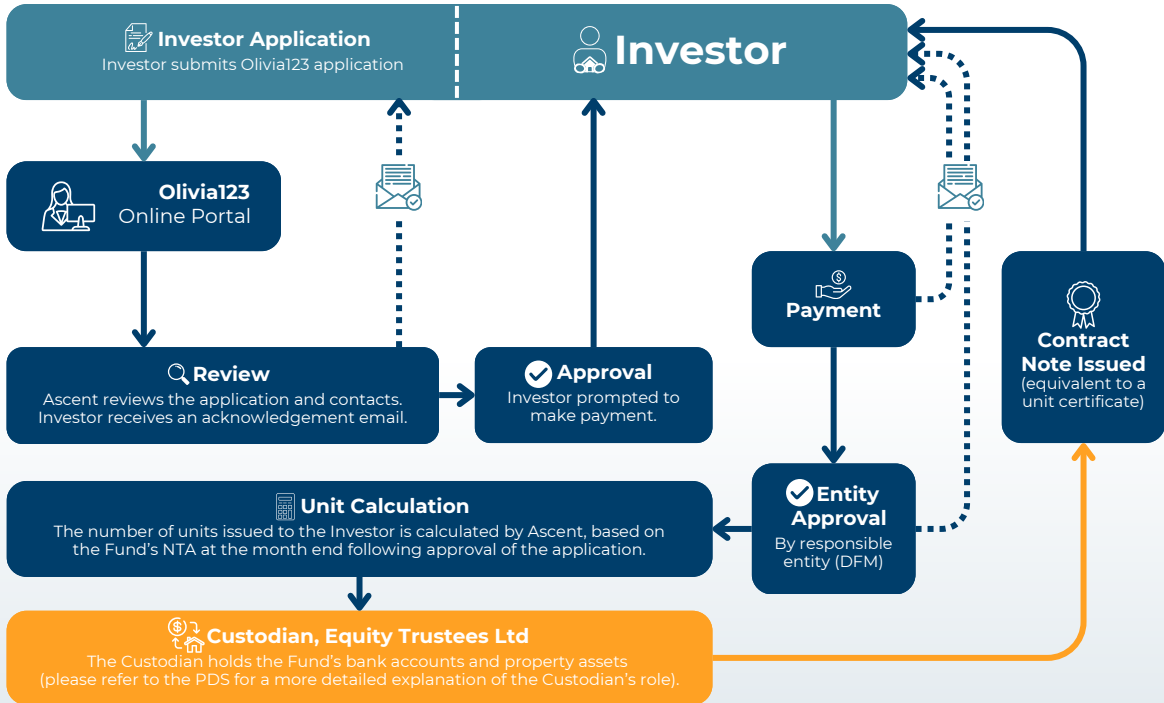 Investor Application
Investor submits Olivia123 application
Investor
Olivia123
Online Portal
Review
Ascent reviews the application and contacts.
Investor receives an acknowledgement email.
Approval
Investor prompted to
make payment.
Payment
Contract
Note Issued
(equivalent to a
unit certificate)
Entity
Approval
By responsible
entity (DFM)
Unit Calculation
The number of units issued to the Investor is calculated by Ascent, based on
the Fund's NTA at the month end following approval of the application.
Custodian, Equity Trustees Ltd
The Custodian holds the Fund's bank accounts and property assets
(please refer to the PDS for a more detailed explanation of the Custodian's role).